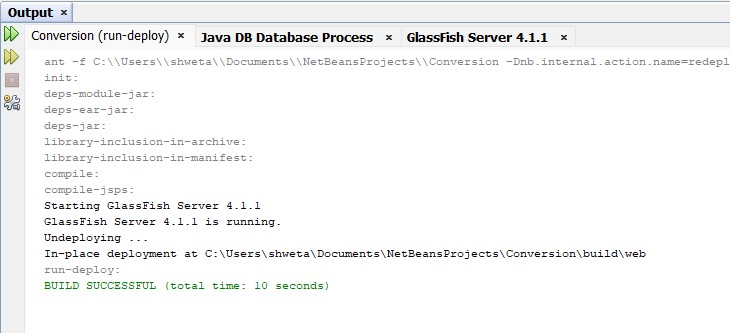 Output
Conversion (run-deploy) Java DB Database Process GlassFish Server 4.1.1
ant -f C:\\Users\\shweta\\Documents\\NetBeansProjects\\Conversion -Dnb.internal.action.name=redepl
init:
deps-module-jar:
deps-ear-jar:
deps-jar:
library-inclusion-in-archive:
library-inclusion-in-manifest:
compile:
compile-jsps:
Starting GlassFish Server 4.1.1
GlassFish Server 4.1.1 is running.
Undeploying ...
In-place deployment at C:\Users\shweta\Documents\NetBeansProjects\Conversion\build\web
run-deploy:
BUILD SUCCESSFUL (total time: 10 seconds)